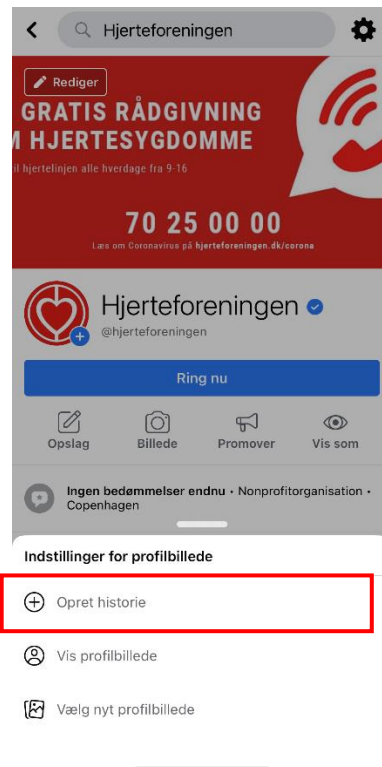 Hjerteforeningen
Rediger
GRATIS RÅDGIVNING
M HJERTESYGDOMME
il hjertelinjen alle hverdage fra 9-16
70 25 00 00
Læs om Coronavirus på hjerteforeningen.dk/corona
Hjerteforeningen
@hjerteforeningen
Ring nu
Opslag Billede Promover Vis som
Ingen bedømmelser endnu · Nonprofitorganisation ·
Copenhagen
Indstillinger for profilbillede
Opret historie
Vis profilbillede
Vælg nyt profilbillede